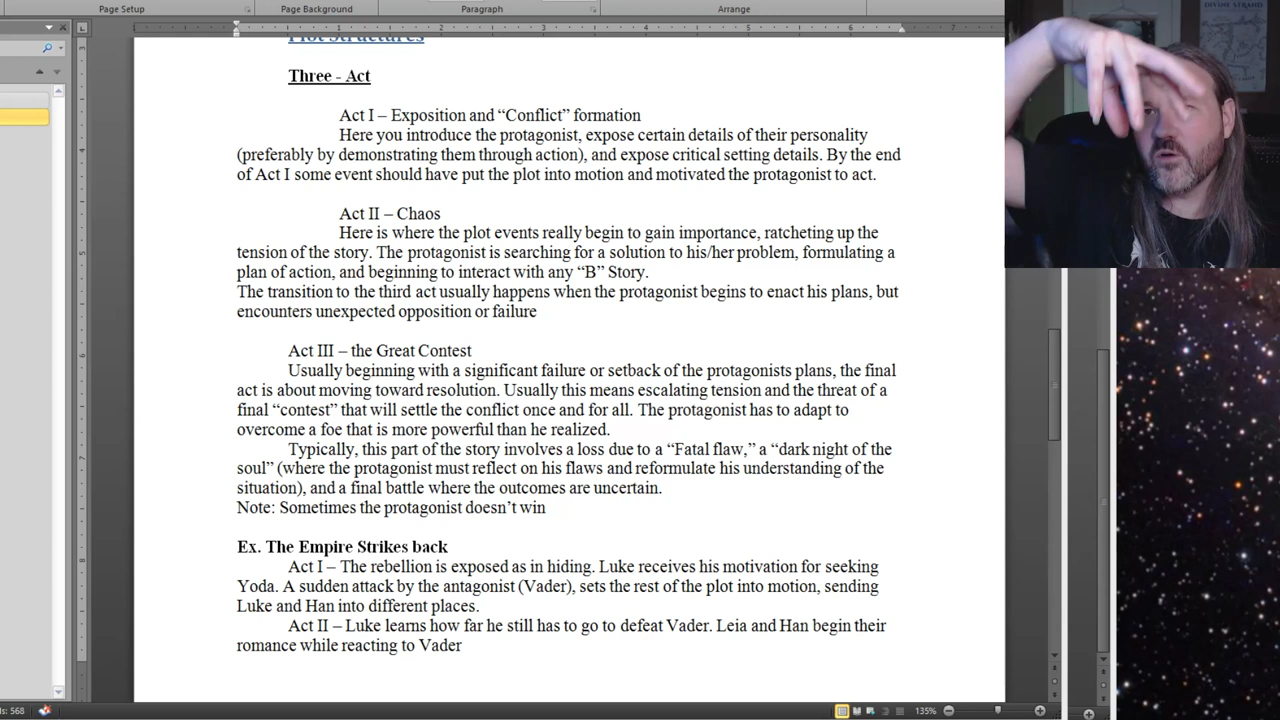 Page Setup
Page Background
Paragraph
Arrange
Plot Structures
Three - Act
Act I – Exposition and “Conflict” formation
Here you introduce the protagonist, expose certain details of their personality
(preferably by demonstrating them through action), and expose critical setting details. By the end
of Act I some event should have put the plot into motion and motivated the protagonist to act.
Act II – Chaos
Here is where the plot events really begin to gain importance, ratcheting up the
tension of the story. The protagonist is searching for a solution to his/her problem, formulating a
plan of action, and beginning to interact with any “B” Story.
The transition to the third act usually happens when the protagonist begins to enact his plans, but
encounters unexpected opposition or failure
Act III – the Great Contest
Usually beginning with a significant failure or setback of the protagonists plans, the final
act is about moving toward resolution. Usually this means escalating tension and the threat of a
final “contest” that will settle the conflict once and for all. The protagonist has to adapt to
overcome a foe that is more powerful than he realized.
Typically, this part of the story involves a loss due to a “Fatal flaw,” a “dark night of the
soul” (where the protagonist must reflect on his flaws and reformulate his understanding of the
situation), and a final battle where the outcomes are uncertain.
Note: Sometimes the protagonist doesn’t win
Ex. The Empire Strikes back
Act I – The rebellion is exposed as in hiding. Luke receives his motivation for seeking
Yoda. A sudden attack by the antagonist (Vader), sets the rest of the plot into motion, sending
Luke and Han into different places.
Act II – Luke learns how far he still has to go to defeat Vader. Leia and Han begin their
romance while reacting to Vader
ds: 568
135%
DIVINE STRAND